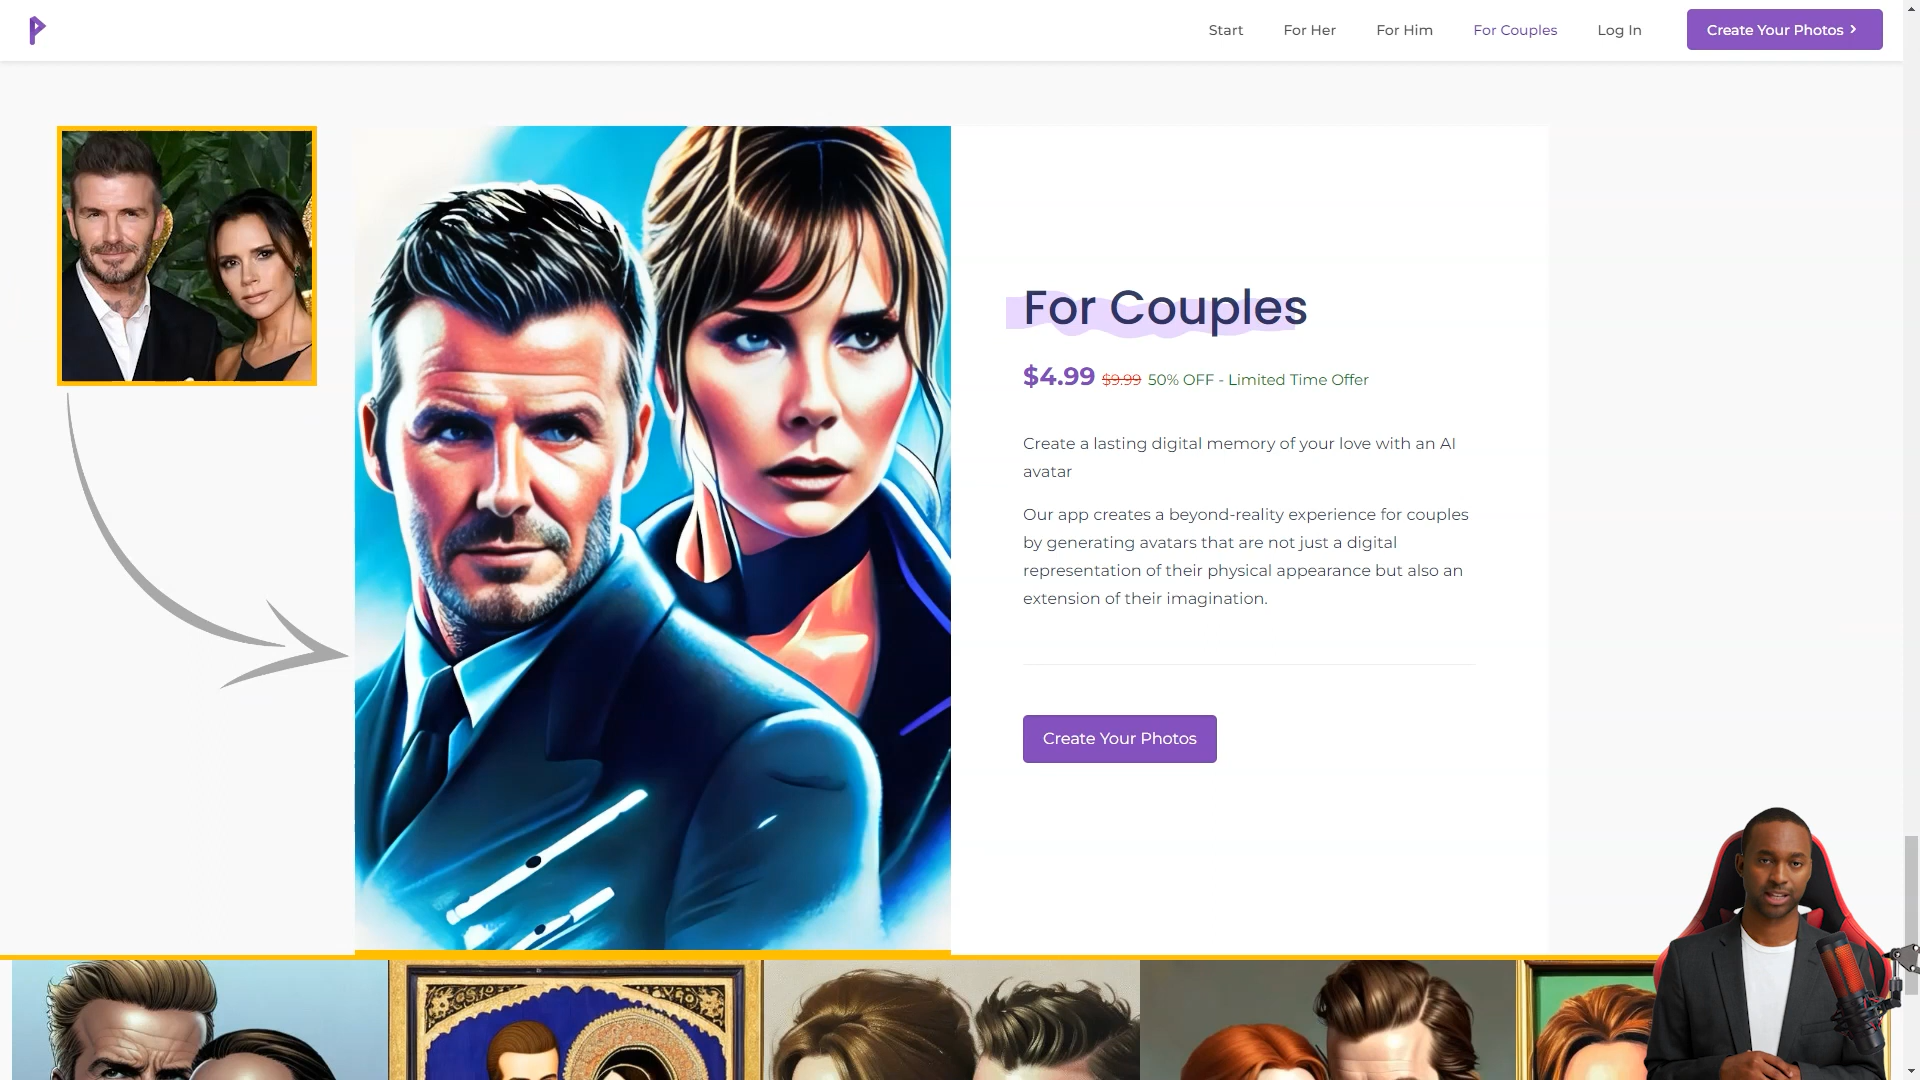 Start
For Her
For Him
For Couples
Log In
Create Your Photos
For Couples
$4.99 $9.99 50% OFF - Limited Time Offer
Create a lasting digital memory of your love with an AI
avatar
Our app creates a beyond-reality experience for couples
by generating avatars that are not just a digital
representation of their physical appearance but also an
extension of their imagination.
Create Your Photos